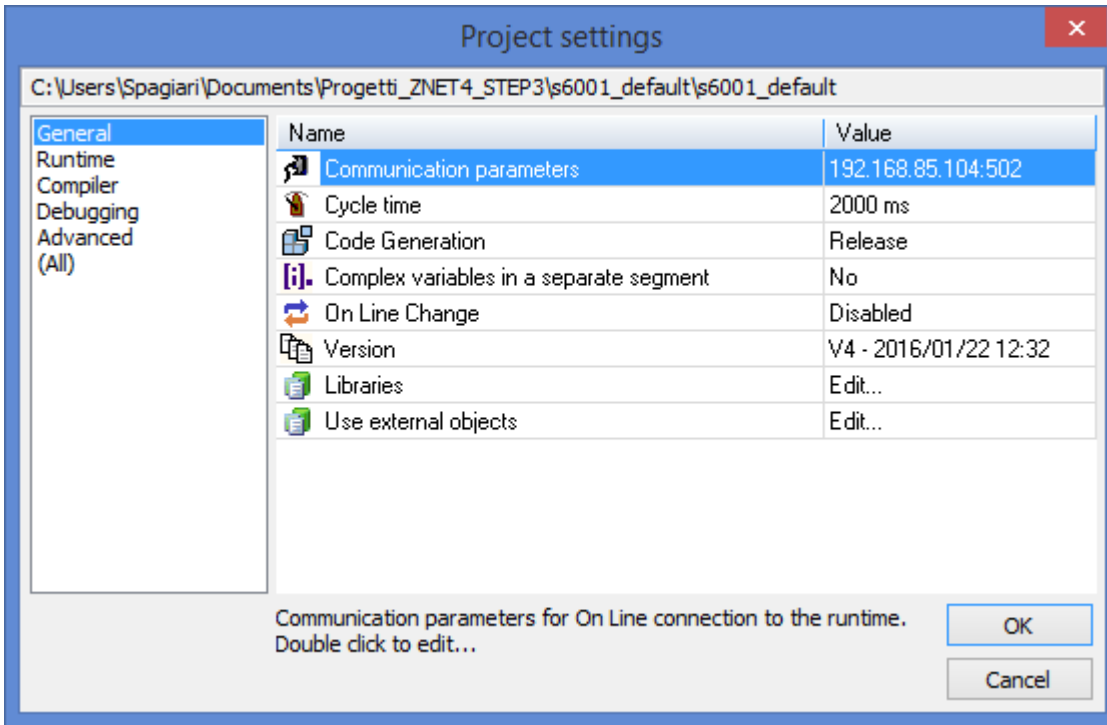 Project settings
C:\Users\Spagiari\Documents\Progetti_ZNET4_STEP3\s6001_default\s6001_default
General
Runtime
Compiler
Debugging
Advanced
(All)
Name Value
Communication parameters 192.168.85.104:502
Cycle time 2000 ms
Code Generation Release
Complex variables in a separate segment No
On Line Change Disabled
Version V4 - 2016/01/22 12:32
Libraries Edit...
Use external objects Edit...
Communication parameters for On Line connection to the runtime.
Double click to edit...
OK
Cancel